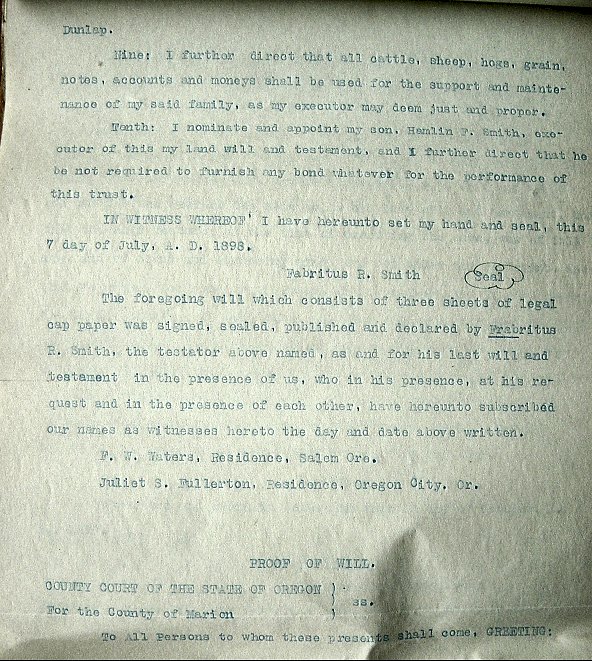 Dunlap.
Nine: I further direct that all cattle, sheep, hogs, grain,
notes, accounts and moneys shall be used for the support and mainte-
nance of my said family, as my executor may deem just and proper.
Tenth: I nominate and appoint my son, Hamlin F. Smith, exe-
cutor of this my land will and testament, and I further direct that he
be not required to furnish any bond whatever for the performance of
this trust.
IN WITNESS WHEREOF' I have hereunto set my hand and seal, this
7 day of July, A. D. 1898.
Fabritus R. Smith (Seal)
The foregoing will which consists of three sheets of legal
cap paper was signed, sealed, published and declared by Frabritus
R. Smith, the testator above named, as and for his last will and
testament in the presence of us, who in his presence, at his re-
quest and in the presence of each other, have hereunto subscribed
our names as witnesses hereto the day and date above written.
F. W. Waters, Residence, Salem Ore.
Juliet S. Fullerton, Residence, Oregon City, Or.
PROOF OF WILL.
COUNTY COURT OF THE STATE OF OREGON )
ss.
For the County of Marion )
To All Persons to whom these presents shall come, GREETING: